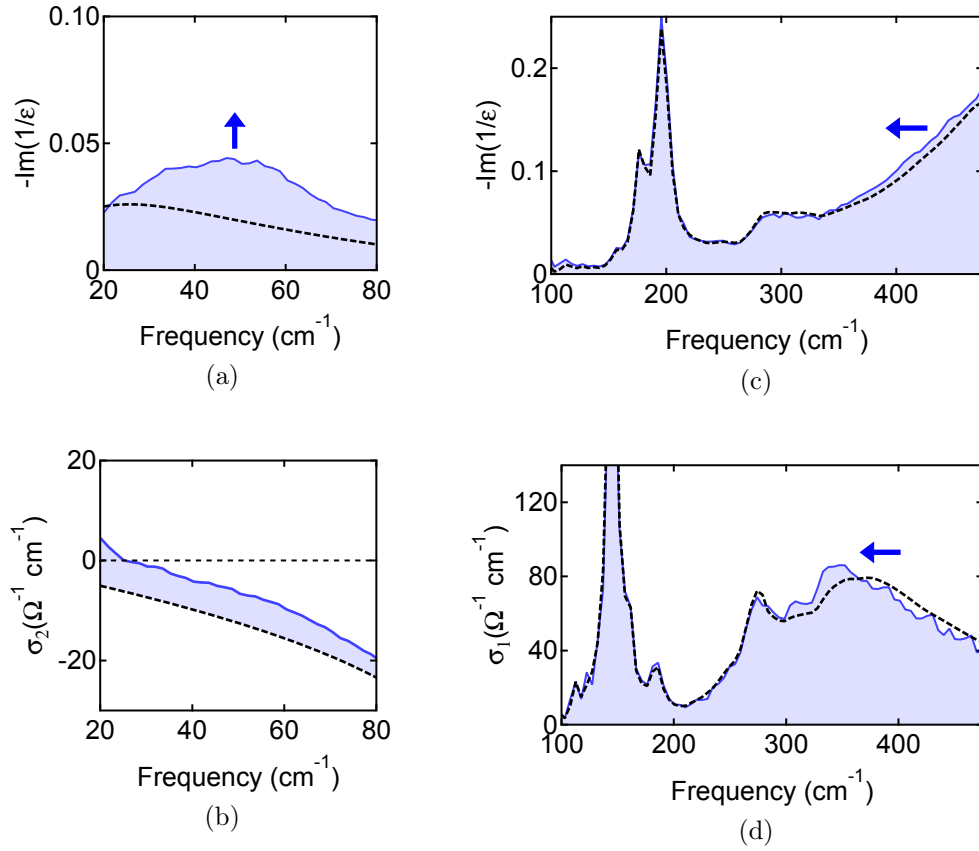 0.10
0.05
0
-Im(1/ε)
20 40 60 80
Frequency (cm⁻¹)
(a)
0.2
0.1
0
-Im(1/ε)
100 200 300 400
Frequency (cm⁻¹)
(c)
20
0
-20
σ₂(Ω⁻¹ cm⁻¹)
20 40 60 80
Frequency (cm⁻¹)
(b)
120
80
40
0
σ₁(Ω⁻¹ cm⁻¹)
100 200 300 400
Frequency (cm⁻¹)
(d)